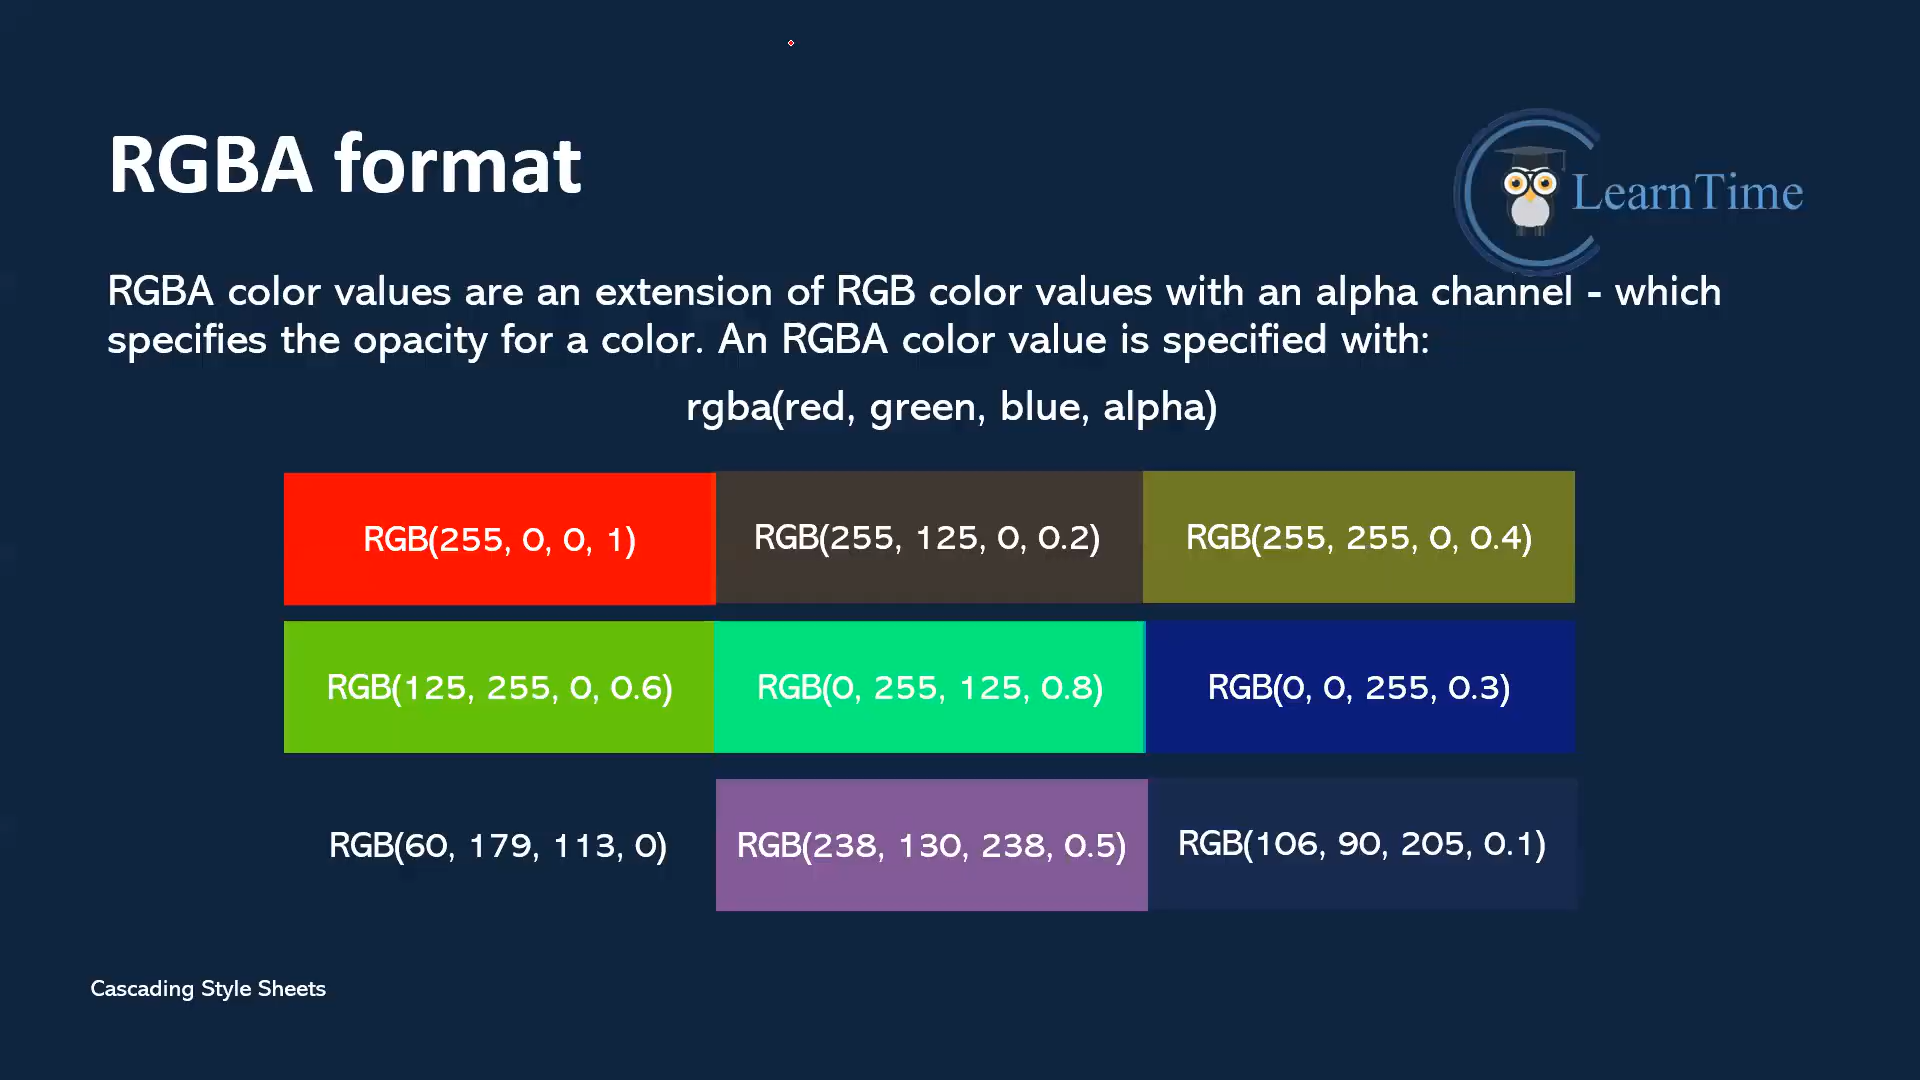 RGBA format
LearnTime
RGBA color values are an extension of RGB color values with an alpha channel - which
specifies the opacity for a color. An RGBA color value is specified with:
rgba(red, green, blue, alpha)
RGB(255, 0, 0, 1)
RGB(255, 125, 0, 0.2)
RGB(255, 255, 0, 0.4)
RGB(125, 255, 0, 0.6)
RGB(0, 255, 125, 0.8)
RGB(0, 0, 255, 0.3)
RGB(60, 179, 113, 0)
RGB(238, 130, 238, 0.5)
RGB(106, 90, 205, 0.1)
Cascading Style Sheets